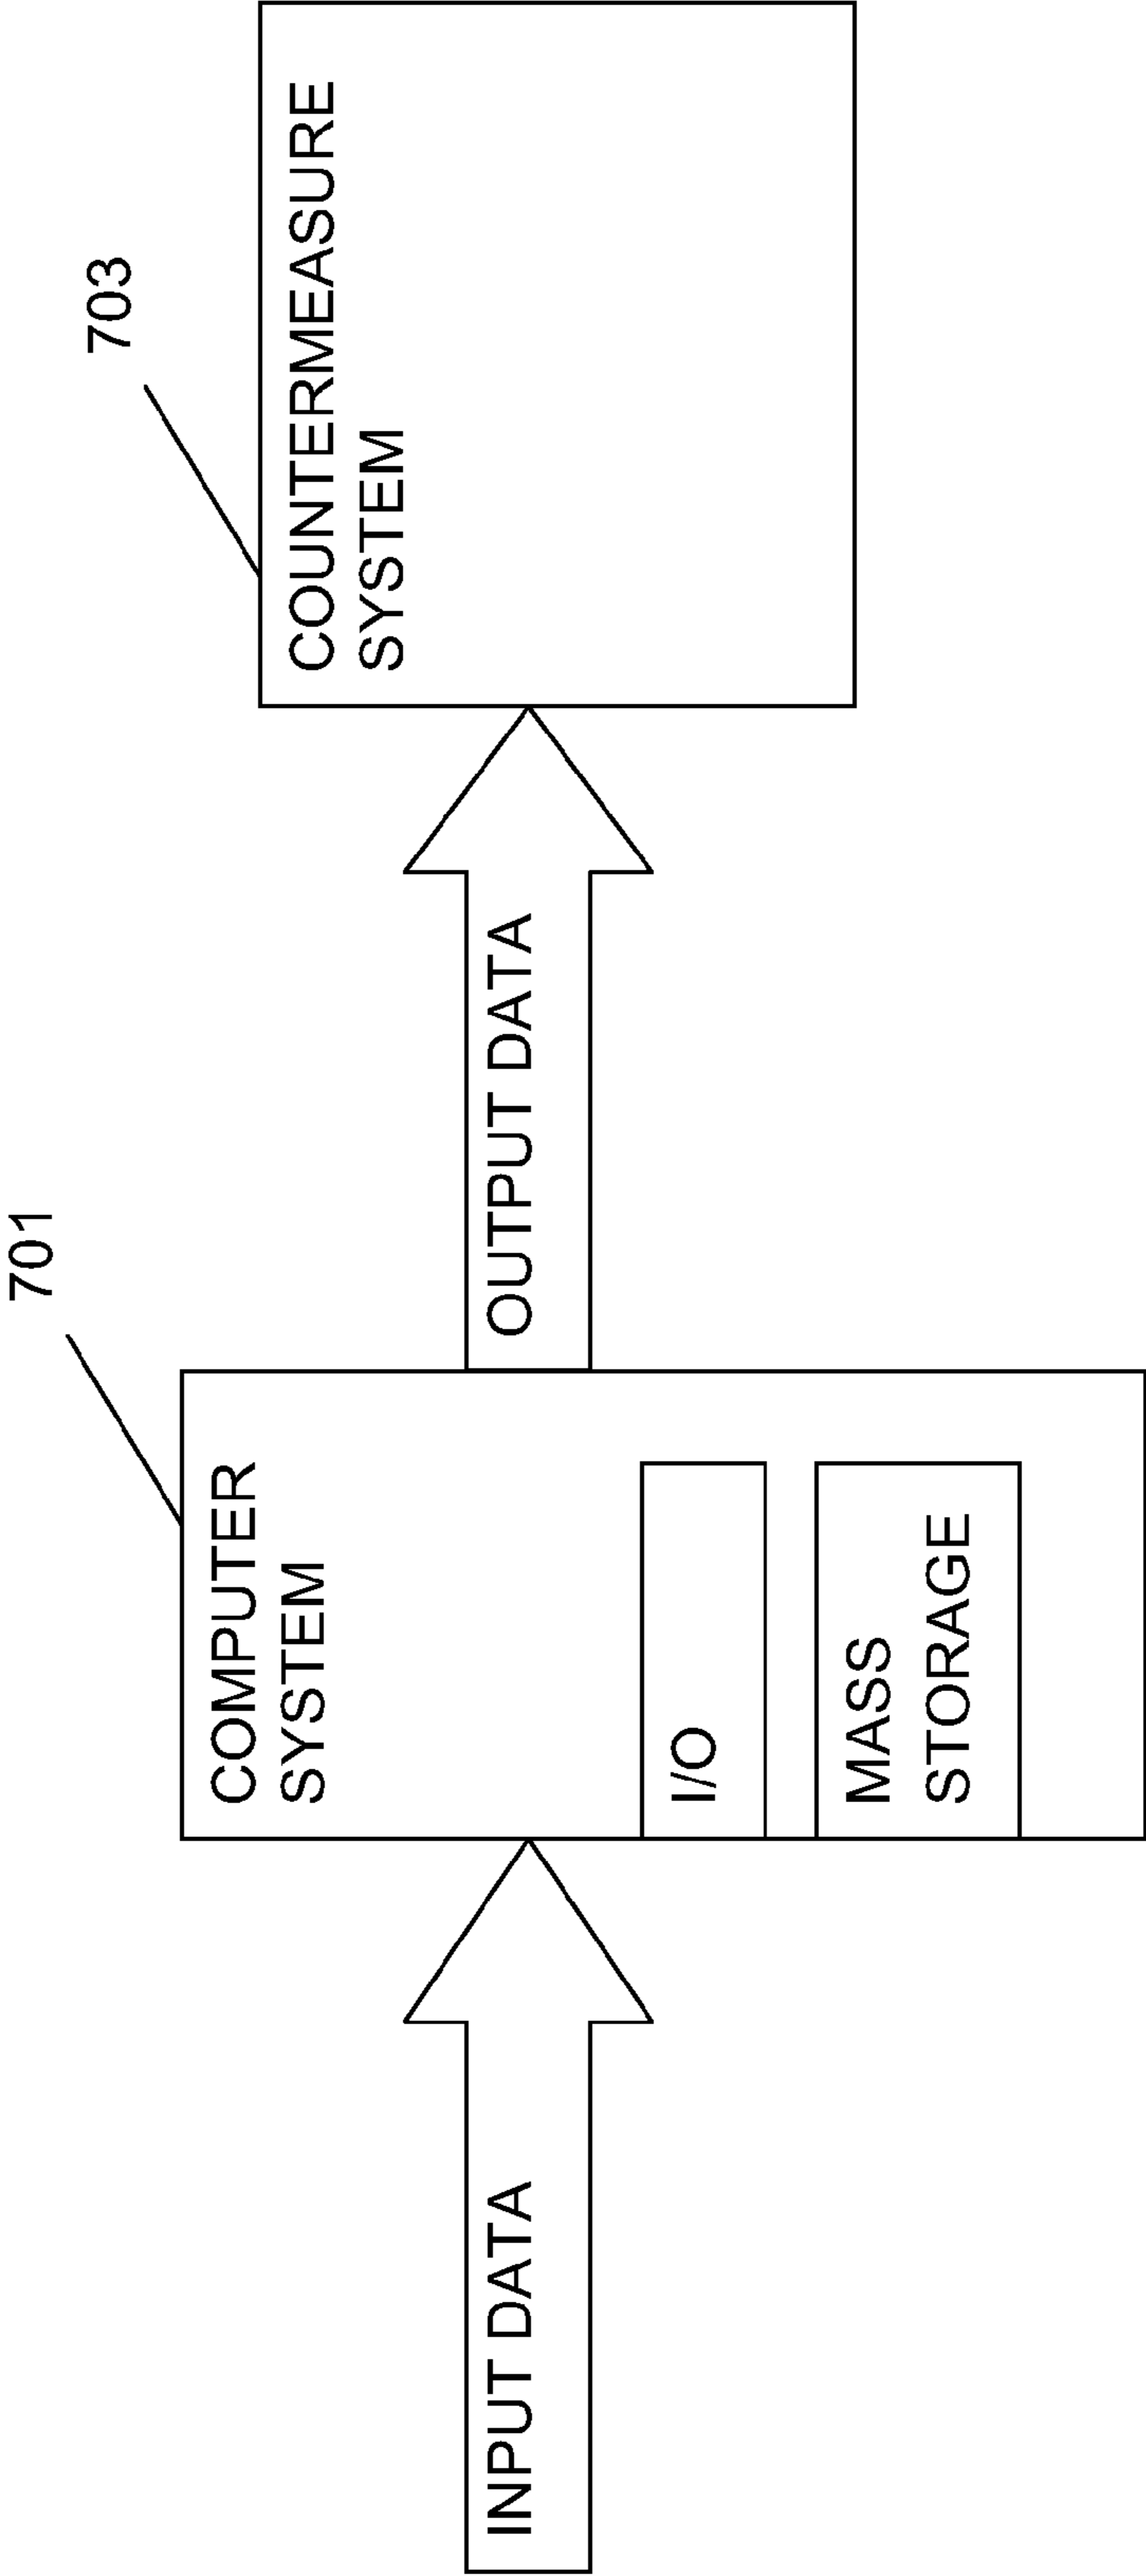 701
703
INPUT DATA
COMPUTER
SYSTEM
I/O
MASS
STORAGE
OUTPUT DATA
COUNTERMEASURE
SYSTEM